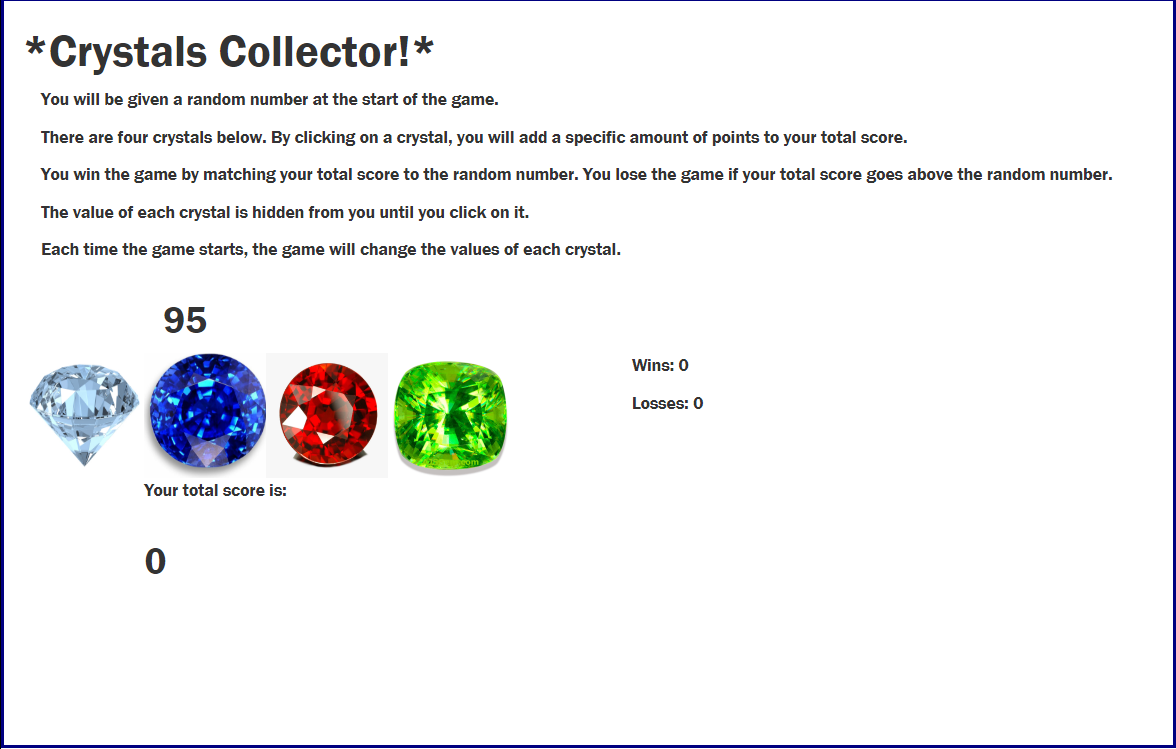 *Crystals Collector!*
You will be given a random number at the start of the game.
There are four crystals below. By clicking on a crystal, you will add a specific amount of points to your total score.
You win the game by matching your total score to the random number. You lose the game if your total score goes above the random number.
The value of each crystal is hidden from you until you click on it.
Each time the game starts, the game will change the values of each crystal.
95
Wins: 0
Losses: 0
Your total score is:
0